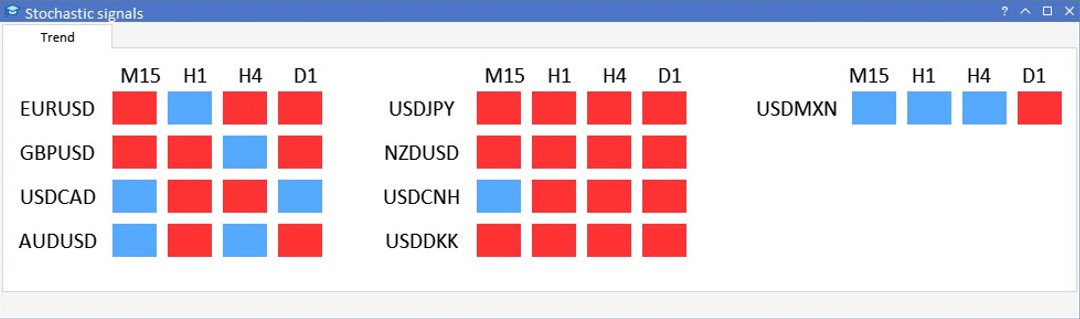 Stochastic signals
Trend
M15 H1 H4 D1
EURUSD
GBPUSD
USDCAD
AUDUSD
M15 H1 H4 D1
USDJPY
NZDUSD
USDCNH
USDDKK
M15 H1 H4 D1
USDMXN